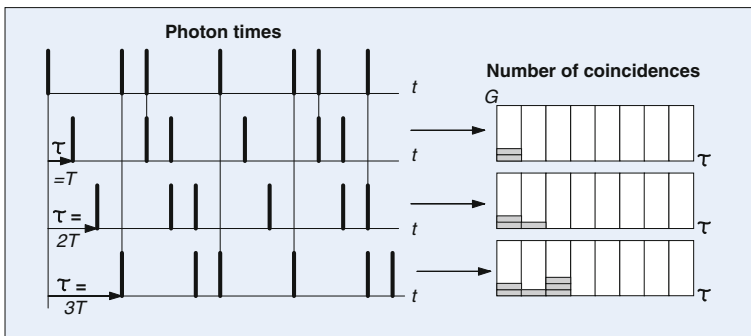 Photon times
t
Number of coincidences
G
τ
=T
t
τ
τ =
2T
t
τ
τ =
3T
t
τ